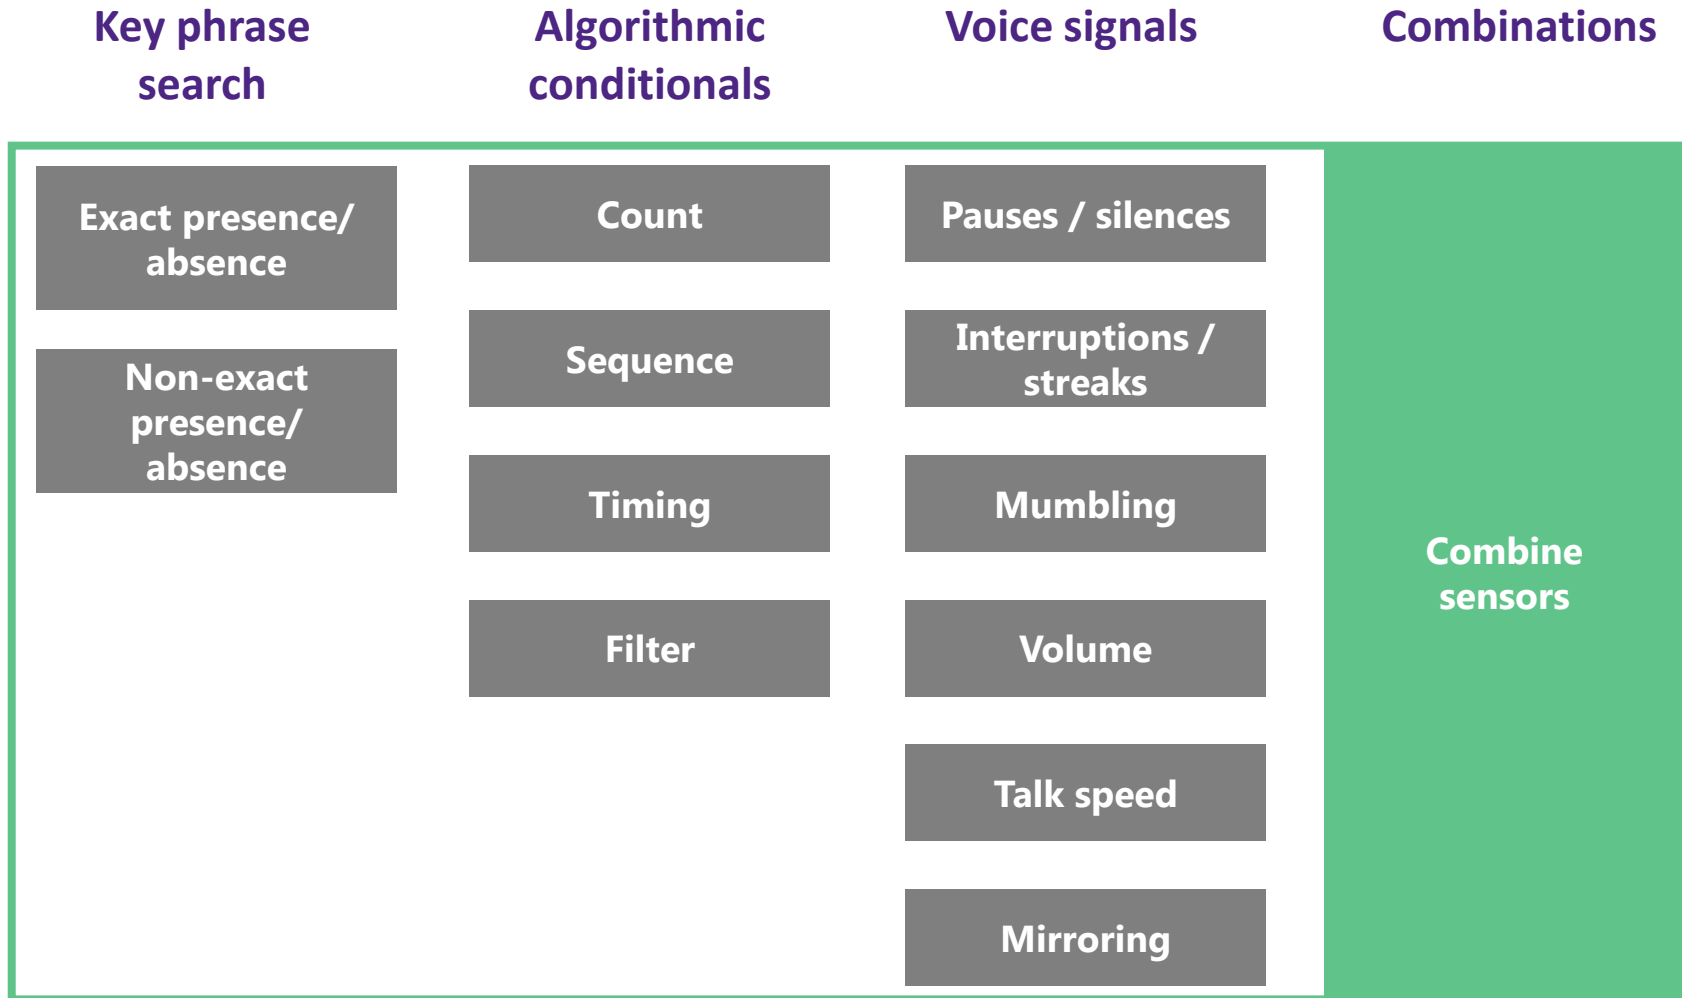 Key phrase
search
Algorithmic
conditionals
Voice signals
Combinations
Exact presence/
absence
Non-exact
presence/
absence
Count
Sequence
Timing
Filter
Pauses / silences
Interruptions /
streaks
Mumbling
Volume
Talk speed
Mirroring
Combine
sensors